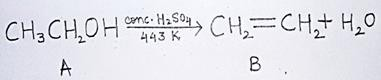 CH₃CH₂OH conc. H₂SO₄ 443 K → CH₂=CH₂ + H₂O
A B